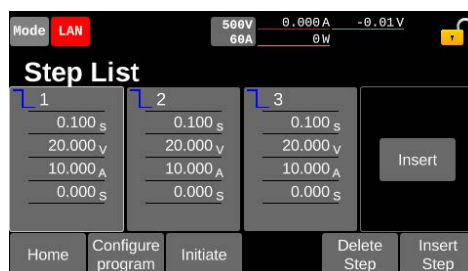 Mode LAN 500V 0.000 A -0.01 V
60A 0 W
Step List
1 2 3
0.100 s 0.100 s 0.100 s
20.000 V 20.000 V 20.000 V
10.000 A 10.000 A 10.000 A
0.000 s 0.000 s 0.000 s
Insert
Home Configure program Initiate Delete Step Insert Step